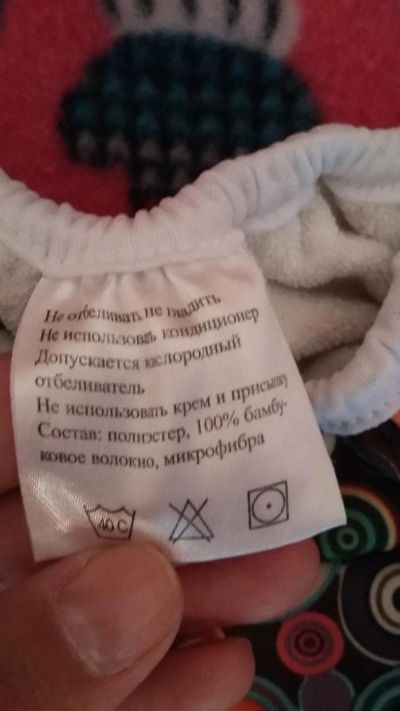 Не отбеливать, не гладить
Не использовать кондиционер
Допускается кислородный
отбеливатель
Не использовать крем и присыпку
Состав: полиэстер, 100% бамбу-
ковое волокно, микрофибра
40 C